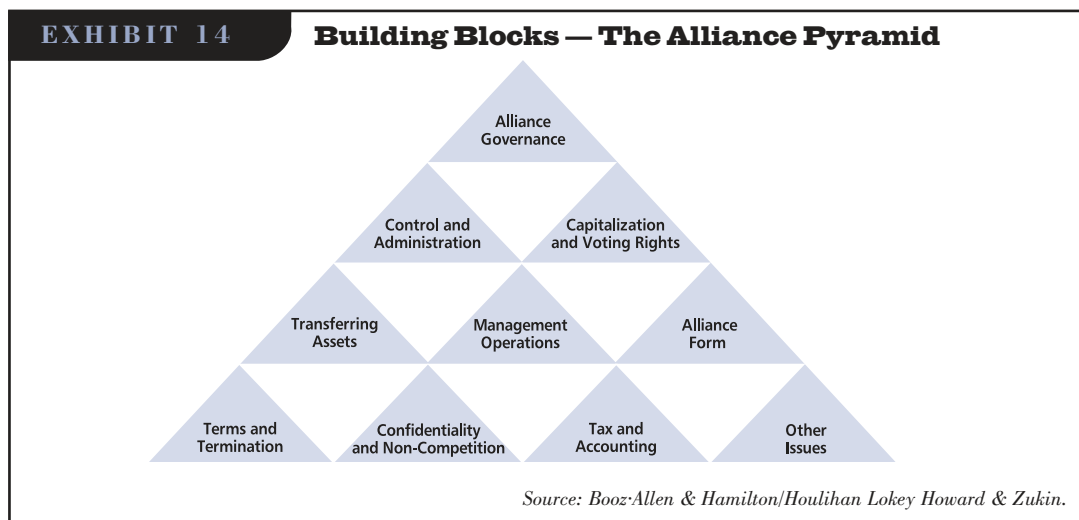 EXHIBIT 14
Building Blocks — The Alliance Pyramid
Alliance
Governance
Control and
Administration
Capitalization
and Voting Rights
Transferring
Assets
Management
Operations
Alliance
Form
Terms and
Termination
Confidentiality
and Non-Competition
Tax and
Accounting
Other
Issues
Source: Booz·Allen & Hamilton/Houlihan Lokey Howard & Zukin.